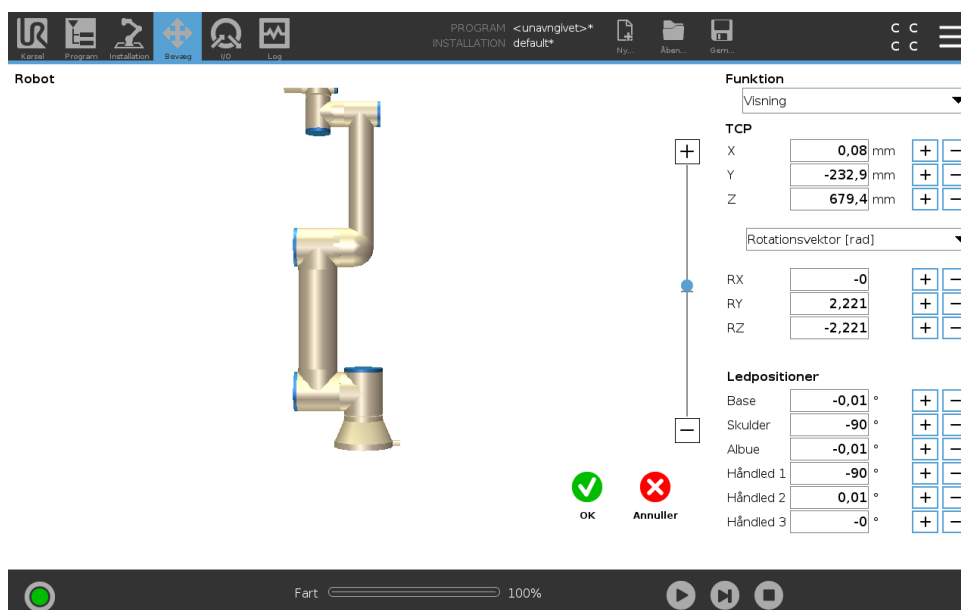 UR
PROGRAM <unavngivet>*
INSTALLATION default*
Kørsel Program Installation Bevæg I/O Log
Ny... Åben... Gem...
C C
C C
Robot
Funktion
Visning
TCP
X 0,08 mm + −
Y -232,9 mm + −
Z 679,4 mm + −
Rotationsvektor [rad]
RX -0 + −
RY 2,221 + −
RZ -2,221 + −
Ledpositioner
Base -0,01 ° + −
Skulder -90 ° + −
Albue -0,01 ° + −
Håndled 1 -90 ° + −
Håndled 2 0,01 ° + −
Håndled 3 -0 ° + −
OK Annuller
Fart 100%